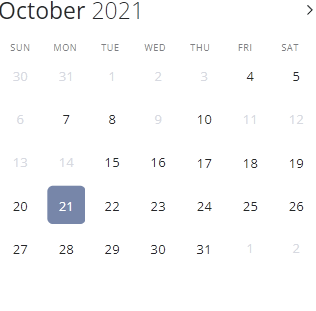 October 2021
SUN MON TUE WED THU FRI SAT
30 31 1 2 3 4 5
6 7 8 9 10 11 12
13 14 15 16 17 18 19
20 21 22 23 24 25 26
27 28 29 30 31 1 2